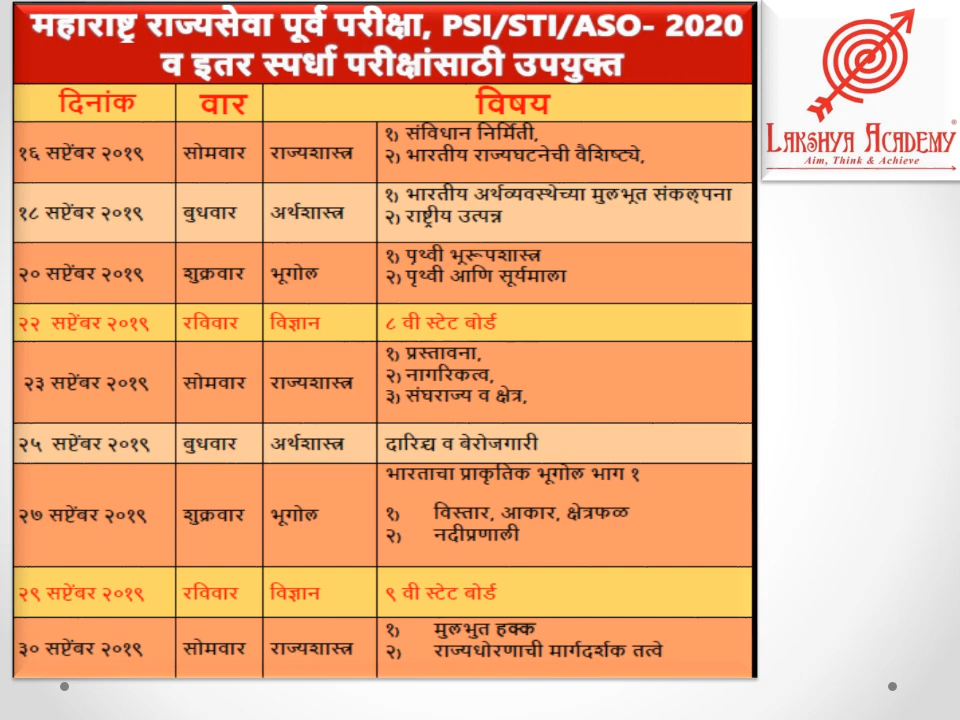 महाराष्ट्र राज्यसेवा पूर्व परीक्षा, PSI/STI/ASO- 2020
व इतर स्पर्धा परीक्षांसाठी उपयुक्त
दिनांक वार विषय
१६ सप्टेंबर २०१९ सोमवार राज्यशास्त्र १) संविधान निर्मिती,
२) भारतीय राज्यघटनेची वैशिष्ट्ये,
१८ सप्टेंबर २०१९ बुधवार अर्थशास्त्र १) भारतीय अर्थव्यवस्थेच्या मुलभूत संकल्पना
२) राष्ट्रीय उत्पन्न
२० सप्टेंबर २०१९ शुक्रवार भूगोल १) पृथ्वी भूरूपशास्त्र
२) पृथ्वी आणि सूर्यमाला
२२ सप्टेंबर २०१९ रविवार विज्ञान ८ वी स्टेट बोर्ड
२३ सप्टेंबर २०१९ सोमवार राज्यशास्त्र १) प्रस्तावना,
२) नागरिकत्व,
३) संघराज्य व क्षेत्र,
२५ सप्टेंबर २०१९ बुधवार अर्थशास्त्र दारिद्य व बेरोजगारी
२७ सप्टेंबर २०१९ शुक्रवार भूगोल भारताचा प्राकृतिक भूगोल भाग १
१) विस्तार, आकार, क्षेत्रफळ
२) नदीप्रणाली
२९ सप्टेंबर २०१९ रविवार विज्ञान ९ वी स्टेट बोर्ड
३० सप्टेंबर २०१९ सोमवार राज्यशास्त्र १) मुलभुत हक्क
२) राज्यधोरणाची मार्गदर्शक तत्वे
LAKSHYA ACADEMY®
Aim, Think & Achieve